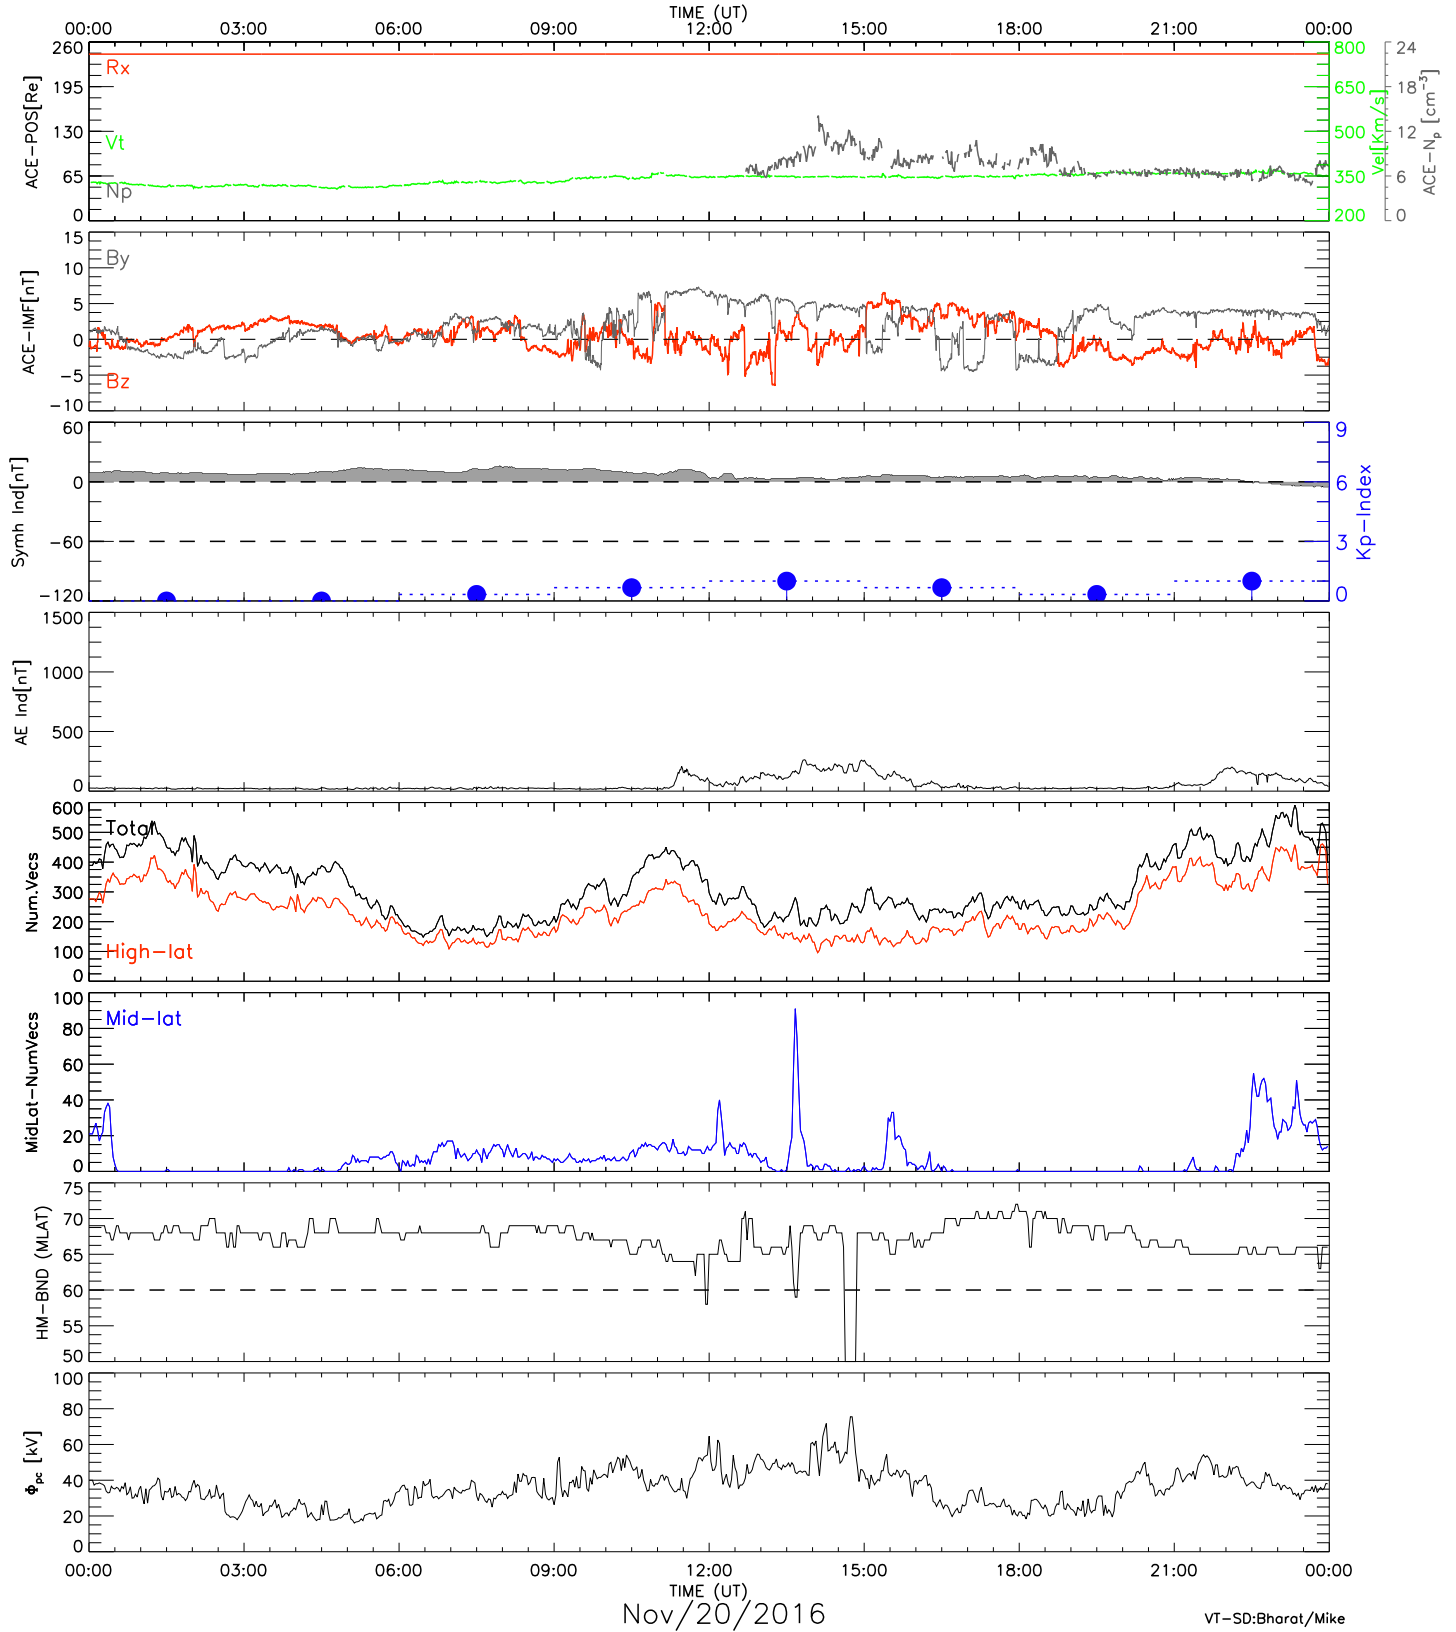 TIME (UT)
00:00 03:00 06:00 09:00 12:00 15:00 18:00 21:00 00:00
ACE-POS[Re]
260
195
130
65
0
Rx
Vt
Np
800
650
500
350
200
Vel[Km/s]
24
18
12
6
0
ACE-Np [cm-3]
ACE-IMF[nT]
15
10
5
0
-5
-10
By
Bz
Symh Ind[nT]
60
0
-60
-120
9
6
3
0
Kp-Index
AE Ind[nT]
1500
1000
500
0
Num.Vecs
600
500
400
300
200
100
0
Total
High-lat
MidLat-NumVecs
100
80
60
40
20
0
Mid-lat
HM-BND (MLAT)
75
70
65
60
55
50
Φpc [kV]
100
80
60
40
20
0
00:00 03:00 06:00 09:00 12:00 15:00 18:00 21:00 00:00
TIME (UT)
Nov/20/2016
VT-SD:Bharat/Mike